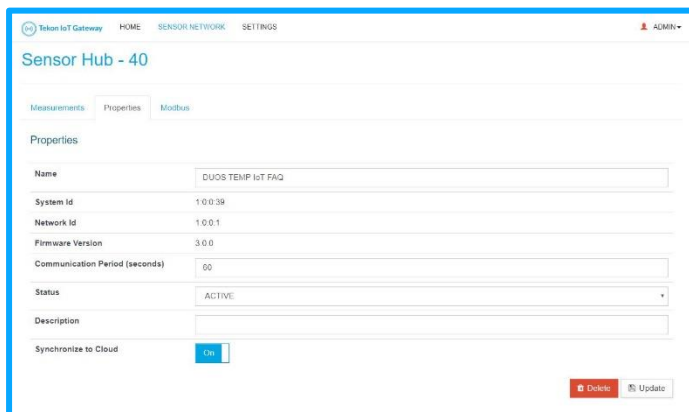 Tekon IoT Gateway HOME SENSOR NETWORK SETTINGS ADMIN
Sensor Hub - 40
Measurements Properties Modbus
Properties
Name DUOS TEMP IoT FAQ
System Id 1:0:0:39
Network Id 1:0:0:1
Firmware Version 3.0.0
Communication Period (seconds) 60
Status ACTIVE
Description
Synchronize to Cloud On
Delete Update